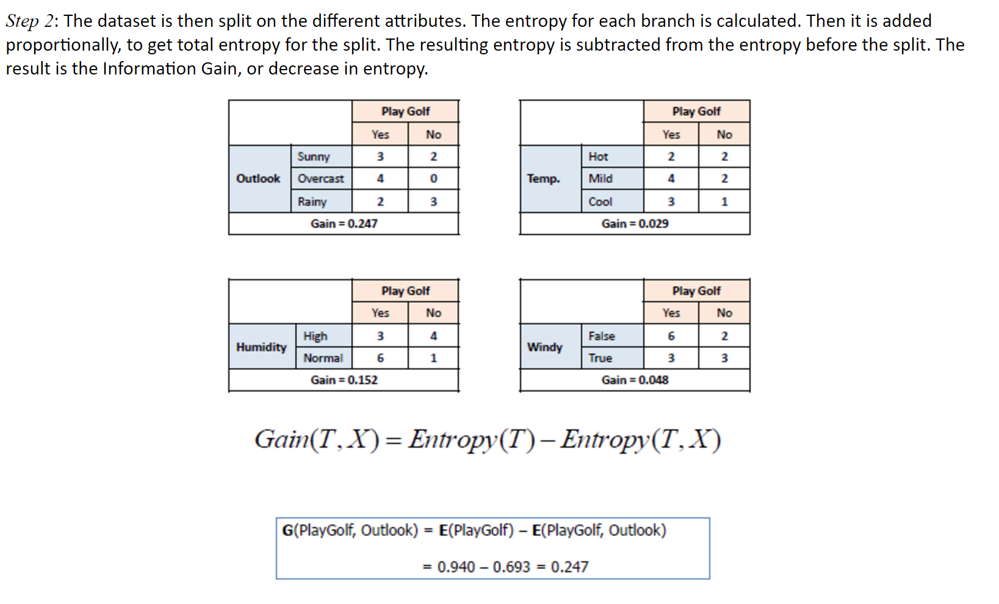 Step 2: The dataset is then split on the different attributes. The entropy for each branch is calculated. Then it is added
proportionally, to get total entropy for the split. The resulting entropy is subtracted from the entropy before the split. The
result is the Information Gain, or decrease in entropy.
Play Golf
Yes No
Outlook
Sunny 3 2
Overcast 4 0
Rainy 2 3
Gain = 0.247
Play Golf
Yes No
Temp.
Hot 2 2
Mild 4 2
Cool 3 1
Gain = 0.029
Play Golf
Yes No
Humidity
High 3 4
Normal 6 1
Gain = 0.152
Play Golf
Yes No
Windy
False 6 2
True 3 3
Gain = 0.048
Gain(T, X) = Entropy(T) – Entropy(T, X)
G(PlayGolf, Outlook) = E(PlayGolf) – E(PlayGolf, Outlook)
= 0.940 – 0.693 = 0.247